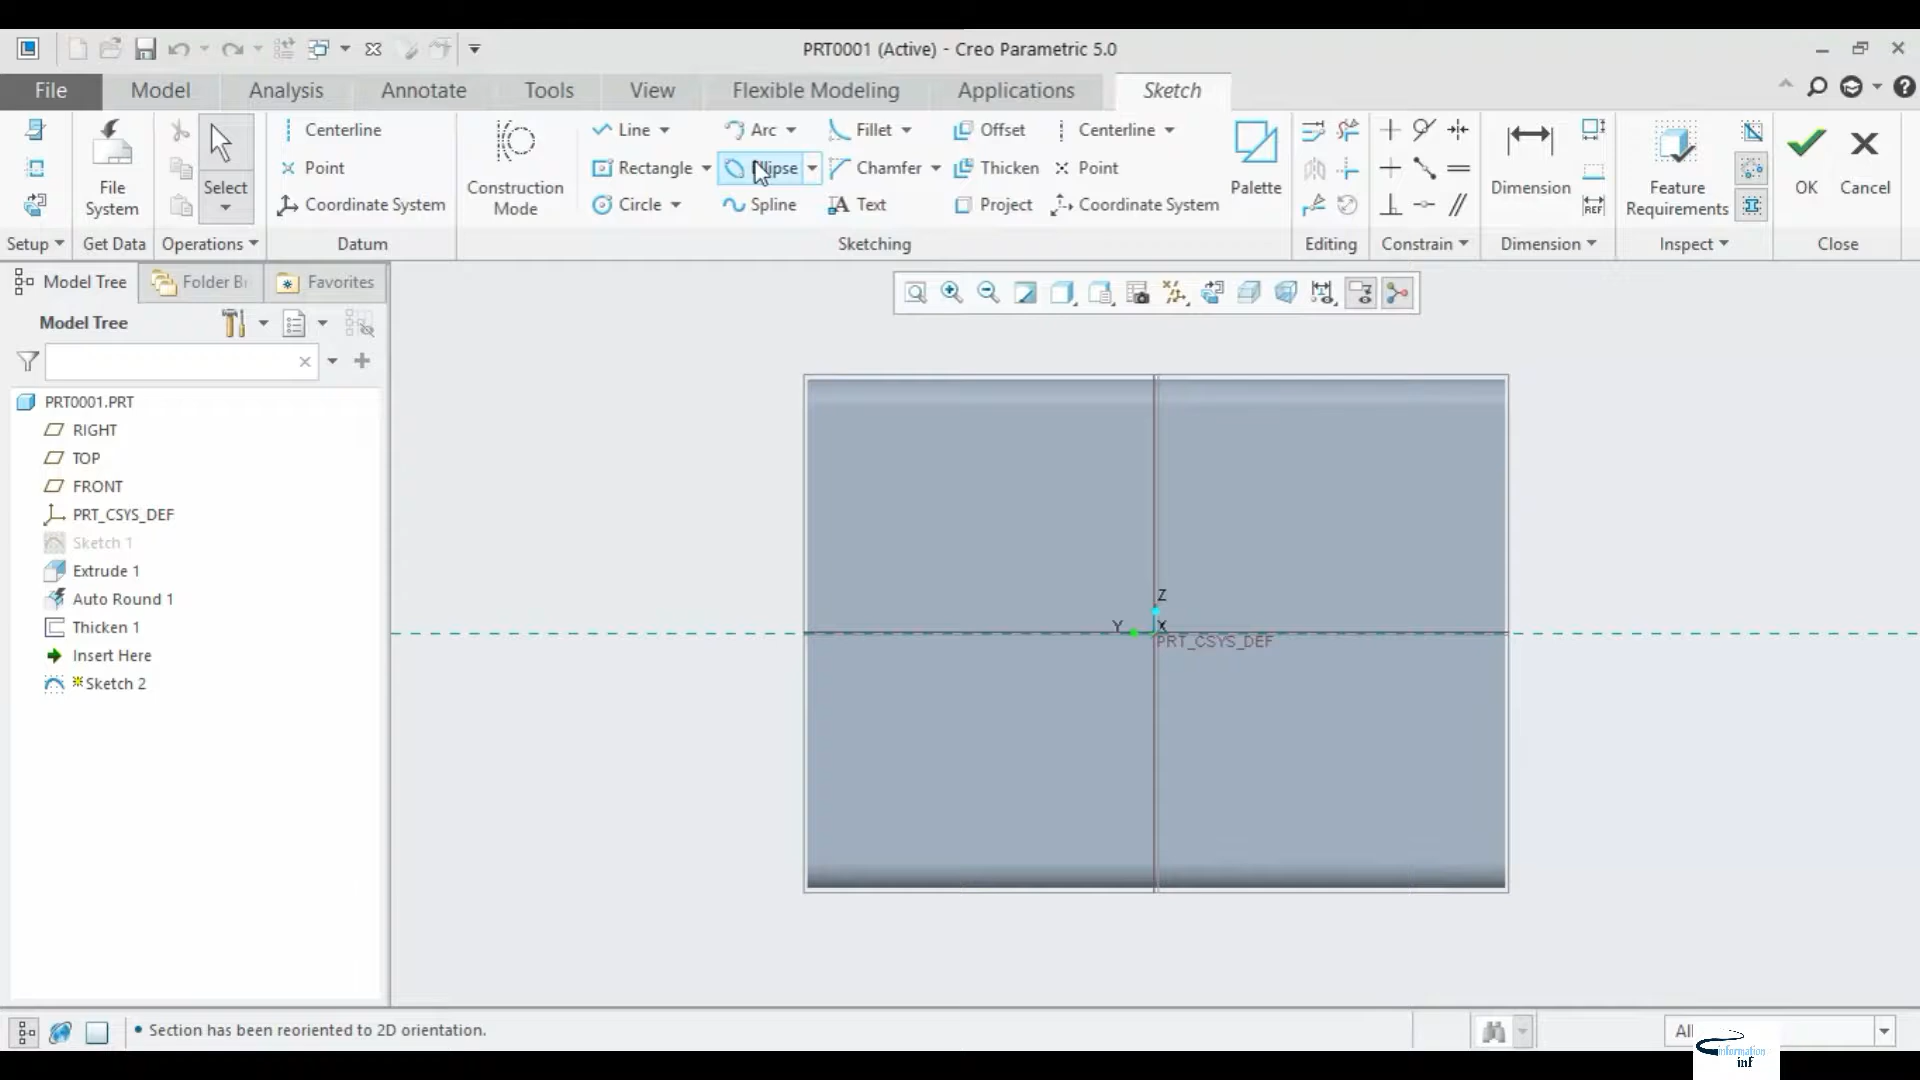 PRT0001 (Active) - Creo Parametric 5.0
File Model Analysis Annotate Tools View Flexible Modeling Applications Sketch
Centerline Line Arc Fillet Offset Centerline
Point Rectangle Chamfer Thicken Point
Coordinate System Circle Spline Text Project Coordinate System
File System
Select
Construction Mode
Palette
Dimension
REF
Feature Requirements
OK Cancel
Setup Get Data Operations Datum Sketching Editing Constrain Dimension Inspect Close
Model Tree Folder Favorites
Model Tree
PRT0001.PRT
RIGHT
TOP
FRONT
PRT_CSYS_DEF
Sketch 1
Extrude 1
Auto Round 1
Thicken 1
Insert Here
Sketch 2
Z
Y X
PRT_CSYS_DEF
• Section has been reoriented to 2D orientation.
information
inf